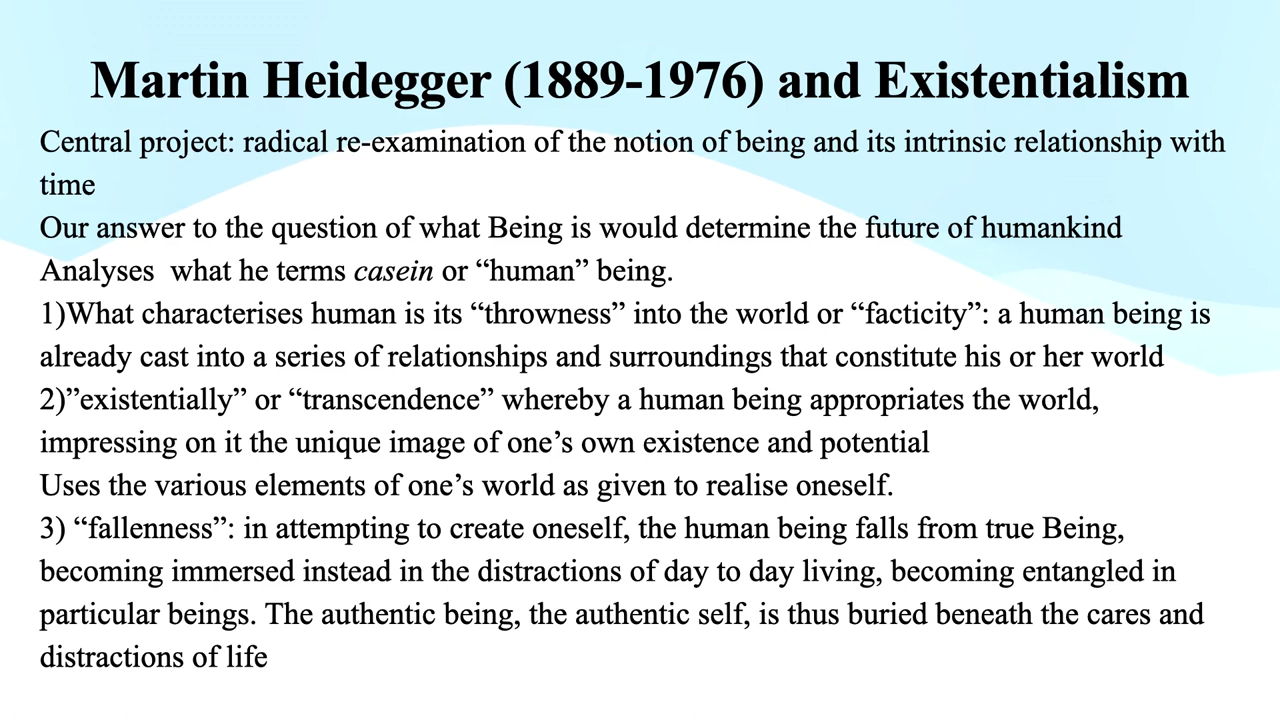 Martin Heidegger (1889-1976) and Existentialism
Central project: radical re-examination of the notion of being and its intrinsic relationship with
time
Our answer to the question of what Being is would determine the future of humankind
Analyses  what he terms casein or “human” being.
1)What characterises human is its “throwness” into the world or “facticity”: a human being is
already cast into a series of relationships and surroundings that constitute his or her world
2)”existentially” or “transcendence” whereby a human being appropriates the world,
impressing on it the unique image of one’s own existence and potential
Uses the various elements of one’s world as given to realise oneself.
3) “fallenness”: in attempting to create oneself, the human being falls from true Being,
becoming immersed instead in the distractions of day to day living, becoming entangled in
particular beings. The authentic being, the authentic self, is thus buried beneath the cares and
distractions of life